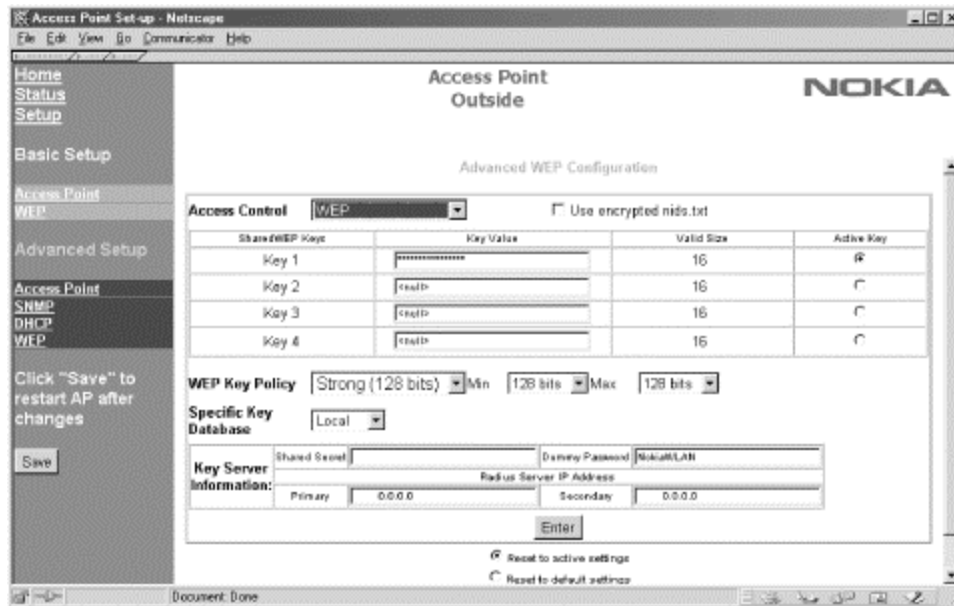 Access Point Set-up - Netscape
File Edit View Go Communicator Help
Home
Status
Setup
Basic Setup
Access Point
WEP
Advanced Setup
Access Point
SNMP
DHCP
WEP
Click "Save" to
restart AP after
changes
Save
Access Point
Outside
NOKIA
Advanced WEP Configuration
Access Control WEP Use encrypted nids.txt
SharedWEP Keys Key Value Valid Size Active Key
Key 1 **************** 16
Key 2 <null> 16
Key 3 <null> 16
Key 4 <null> 16
WEP Key Policy Strong (128 bits) Min 128 bits Max 128 bits
Specific Key
Database Local
Key Server
Information:
Shared Secret Dummy Password NokiaWLAN
Radius Server IP Address
Primary 0.0.0.0 Secondary 0.0.0.0
Enter
Reset to active settings
Reset to default settings
Document: Done